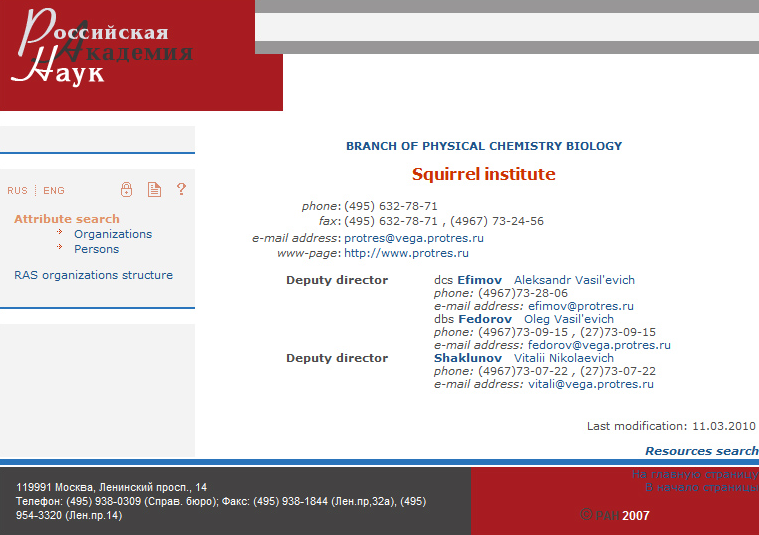 Российская
Академия
Наук
RUS ENG
?
Attribute search
Organizations
Persons
RAS organizations structure
BRANCH OF PHYSICAL CHEMISTRY BIOLOGY
Squirrel institute
phone: (495) 632-78-71
fax: (495) 632-78-71 , (4967) 73-24-56
e-mail address: protres@vega.protres.ru
www-page: http://www.protres.ru
Deputy director dcs Efimov Aleksandr Vasil'evich
phone: (4967)73-28-06
e-mail address: efimov@protres.ru
dbs Fedorov Oleg Vasil'evich
phone: (4967)73-09-15 , (27)73-09-15
e-mail address: fedorov@vega.protres.ru
Deputy director Shaklunov Vitalii Nikolaevich
phone: (4967)73-07-22 , (27)73-07-22
e-mail address: vitali@vega.protres.ru
Last modification: 11.03.2010
Resources search
На главную страницу
В начало страницы
119991 Москва, Ленинский просп., 14
Телефон: (495) 938-0309 (Справ. бюро); Факс: (495) 938-1844 (Лен.пр,32а), (495)
954-3320 (Лен.пр.14)
© РАН 2007